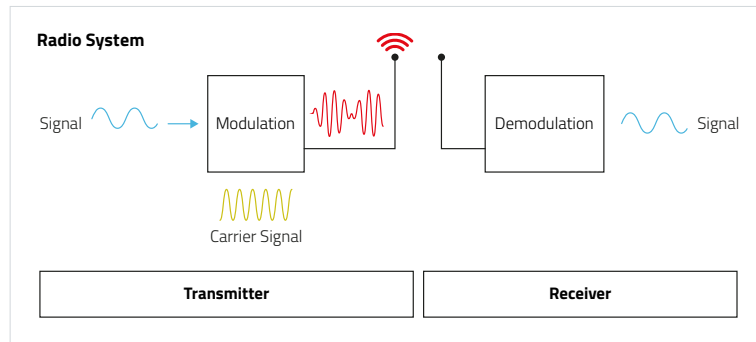 Radio System
Signal
Modulation
Demodulation
Signal
Carrier Signal
Transmitter
Receiver